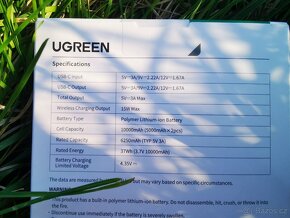 UGREEN
Specifications
USB-C Input 5V⎓3A/9V⎓2.22A/12V⎓1.67A
USB-C Output 5V⎓3A/9V⎓2.22A/12V⎓1.67A
Total Output 5V⎓3A Max
Wireless Charging Output 15W Max
Battery Type Polymer Lithium-ion Battery
Cell Capacity 10000mAh (5000mAh×2pcs)
Rated Capacity 6250mAh (TYP 5V 3A)
Rated Energy 37Wh (3.7V 10000mAh)
Battery Charging Limited Voltage 4.35V⎓
The data are measured by but may vary based on specific circumstances.
WARNING
This product has a built-in polymer lithium-ion battery. Do not disassemble, hit, crush, or throw it
Discontinue use immediately if the battery is severely